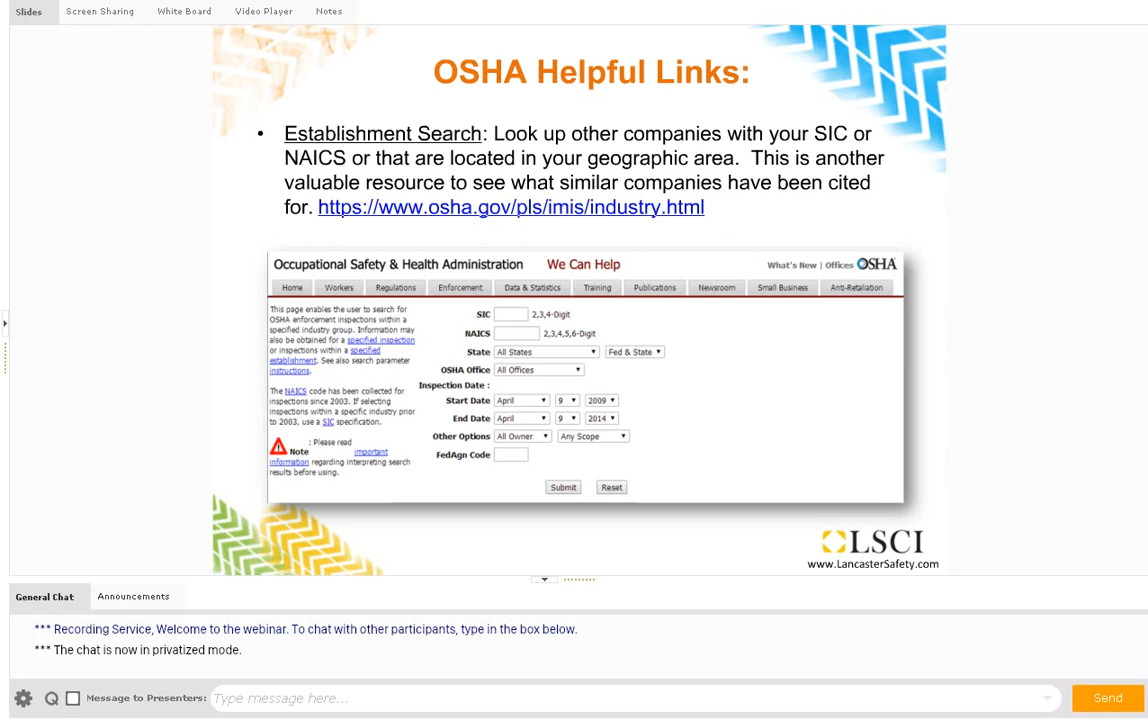 Slides Screen Sharing White Board Video Player Notes
OSHA Helpful Links:
• Establishment Search: Look up other companies with your SIC or
NAICS or that are located in your geographic area. This is another
valuable resource to see what similar companies have been cited
for. https://www.osha.gov/pls/imis/industry.html
Occupational Safety & Health Administration We Can Help What's New | Offices OSHA
Home Workers Regulations Enforcement Data & Statistics Training Publications Newsroom Small Business Anti-Retaliation
This page enables the user to search for
OSHA enforcement inspections within a
specified industry group. Information may
also be obtained for a specified inspection
or inspections within a specified
establishment. See also search parameter
instructions.
The NAICS code has been collected for
inspections since 2003. If selecting
inspections within a specific industry prior
to 2003, use a SIC specification.
: Please read
Note important
information regarding interpreting search
results before using.
SIC 2,3,4-Digit
NAICS 2,3,4,5,6-Digit
State All States Fed & State
OSHA Office All Offices
Inspection Date :
Start Date April 9 2009
End Date April 9 2014
Other Options All Owner Any Scope
FedAgn Code
Submit Reset
LSCI
www.LancasterSafety.com
General Chat Announcements
*** Recording Service, Welcome to the webinar. To chat with other participants, type in the box below.
*** The chat is now in privatized mode.
Message to Presenters: Type message here... Send